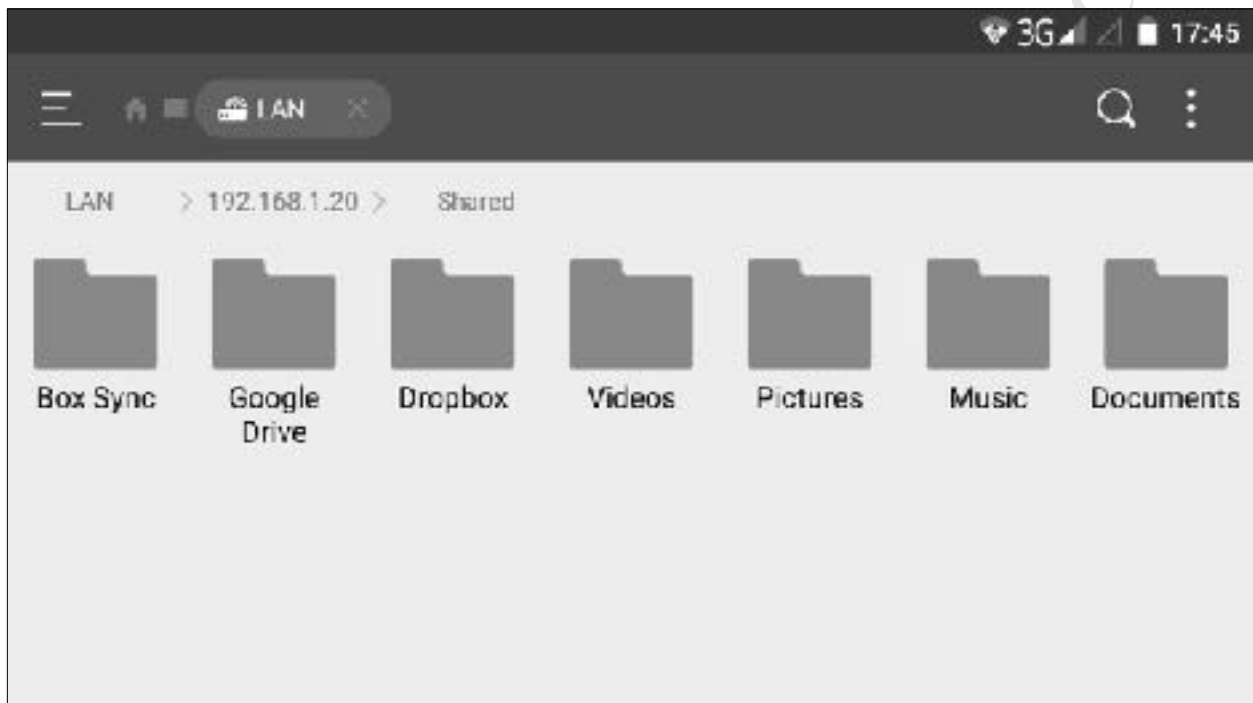 3G 17:45
LAN
LAN > 192.168.1.20 > Shared
Box Sync Google Dropbox Videos Pictures Music Documents
Drive